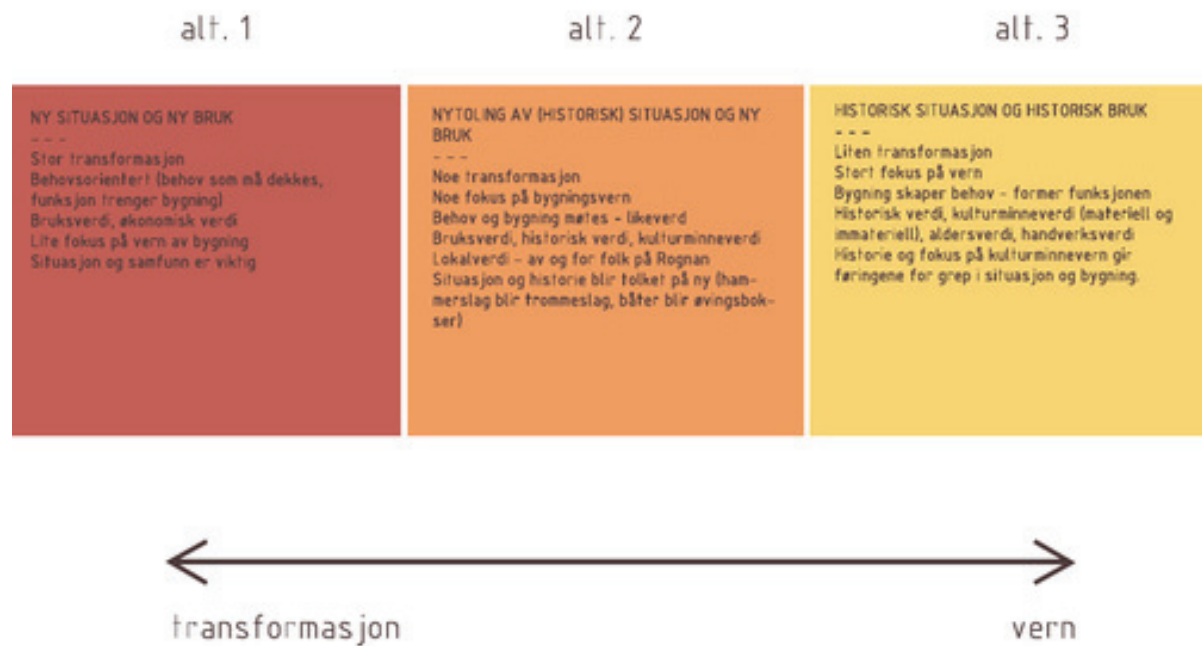 alt. 1
alt. 2
alt. 3
NY SITUASJON OG NY BRUK
- - -
Stor transformasjon
Behovsorientert (behov som må dekkes,
funksjon trenger bygning)
Bruksverdi, økonomisk verdi
Lite fokus på vern av bygning
Situasjon og samfunn er viktig
NYTOLING AV (HISTORISK) SITUASJON OG NY
BRUK
- - -
Noe transformasjon
Noe fokus på bygningsvern
Behov og bygning møtes - likeverd
Bruksverdi, historisk verdi, kulturminneverdi
Lokalverdi - av og for folk på Rognan
Situasjon og historie blir tolket på ny (ham-
merslag blir trommeslag, båter blir øvingsbok-
ser)
HISTORISK SITUASJON OG HISTORISK BRUK
- - -
Liten transformasjon
Stort fokus på vern
Bygning skaper behov - former funksjonen
Historisk verdi, kulturminneverdi (materiell og
immateriell), aldersverdi, handverksverdi
Historie og fokus på kulturminnevern gir
føringene for grep i situasjon og bygning.
transformasjon
vern